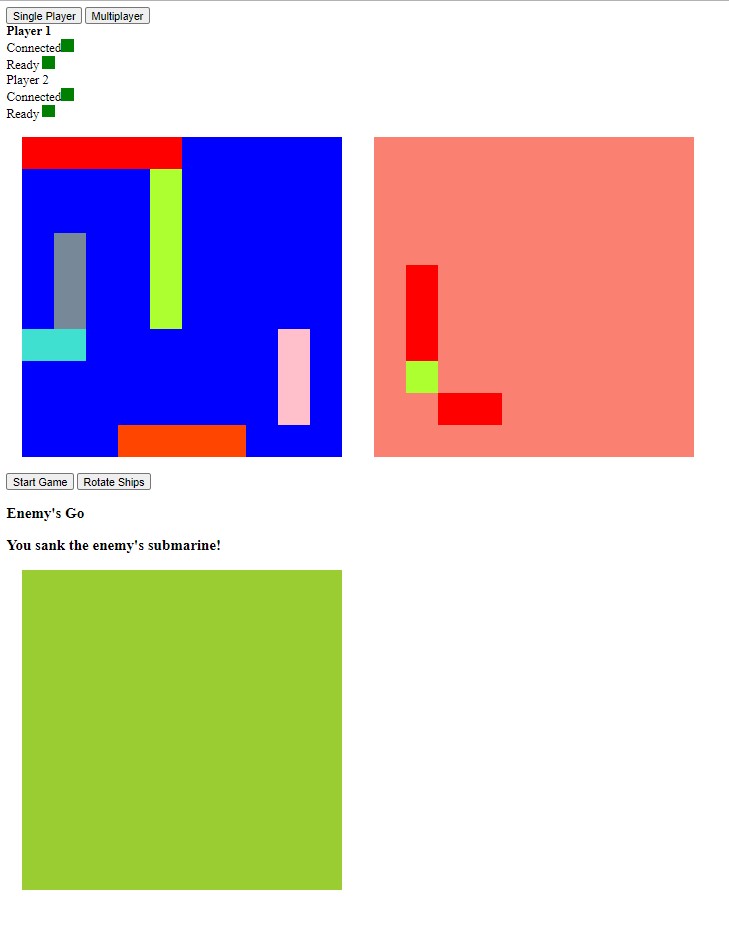 Single Player Multiplayer
Player 1
Connected
Ready
Player 2
Connected
Ready
Start Game Rotate Ships
Enemy's Go
You sank the enemy's submarine!